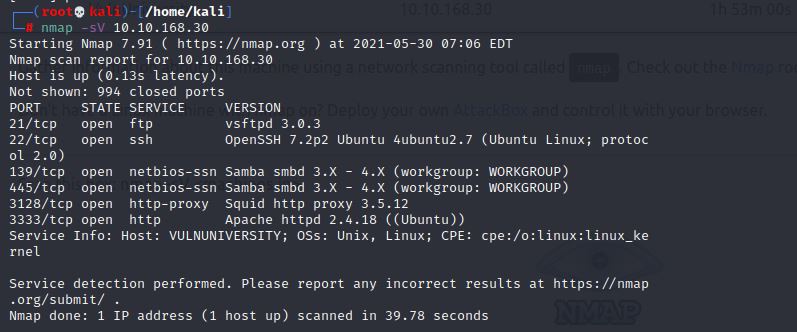 10.10.168.30 1h 53m 00s
┌──(root💀kali)-[/home/kali]
└─# nmap -sV 10.10.168.30
Starting Nmap 7.91 ( https://nmap.org ) at 2021-05-30 07:06 EDT
Nmap scan report for 10.10.168.30
machine using a network scanning tool called nmap. Check out the Nmap
Host is up (0.13s latency).
Not shown: 994 closed ports
PORT     STATE SERVICE     VERSION
on? Deploy your own AttackBox and control it with your browser.
21/tcp   open  ftp         vsftpd 3.0.3
22/tcp   open  ssh         OpenSSH 7.2p2 Ubuntu 4ubuntu2.7 (Ubuntu Linux; protoc
ol 2.0)
139/tcp  open  netbios-ssn Samba smbd 3.X - 4.X (workgroup: WORKGROUP)
445/tcp  open  netbios-ssn Samba smbd 3.X - 4.X (workgroup: WORKGROUP)
3128/tcp open  http-proxy  Squid http proxy 3.5.12
3333/tcp open  http        Apache httpd 2.4.18 ((Ubuntu))
Service Info: Host: VULNUNIVERSITY; OSs: Unix, Linux; CPE: cpe:/o:linux:linux_ke
rnel
Service detection performed. Please report any incorrect results at https://nmap
.org/submit/ .
Nmap done: 1 IP address (1 host up) scanned in 39.78 seconds
NMAP